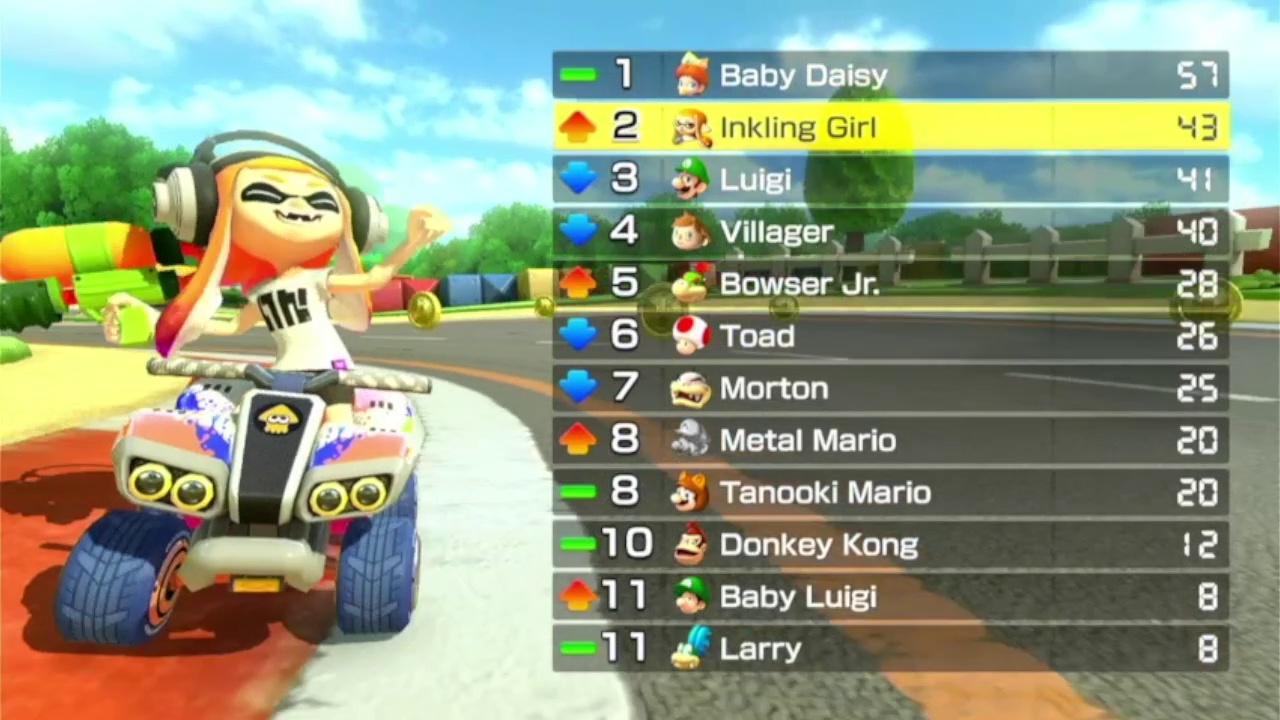 1 Baby Daisy 57
2 Inkling Girl 43
3 Luigi 41
4 Villager 40
5 Bowser Jr. 28
6 Toad 26
7 Morton 25
8 Metal Mario 20
8 Tanooki Mario 20
10 Donkey Kong 12
11 Baby Luigi 8
11 Larry 8